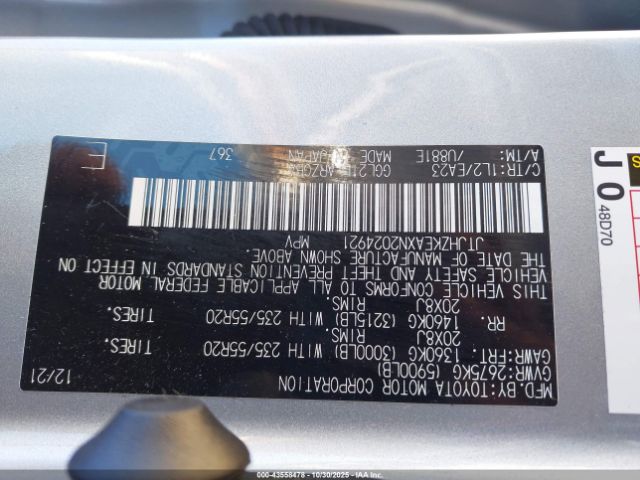 MFD. BY: TOYOTA MOTOR CORPORATION 12/21
GVWR: 2675KG (5900LB)
GAWR: FRT. 1360KG (3000LB) WITH 235/55R20 TIRES.
20X8J RIMS
RR. 1460KG (3215LB) WITH 235/55R20 TIRES.
20X8J RIMS
THIS VEHICLE CONFORMS TO ALL APPLICABLE FEDERAL MOTOR
VEHICLE SAFETY AND THEFT PREVENTION STANDARDS IN EFFECT ON
THE DATE OF MANUFACTURE SHOWN ABOVE.
JTJHZKEAXN2024921 MPV
C/TR: 1L2/EA23
A/TM: /U881E MADE IN JAPAN 367
E
S
J O
48D70
000-43558478 - 10/30/2025 - IAAI